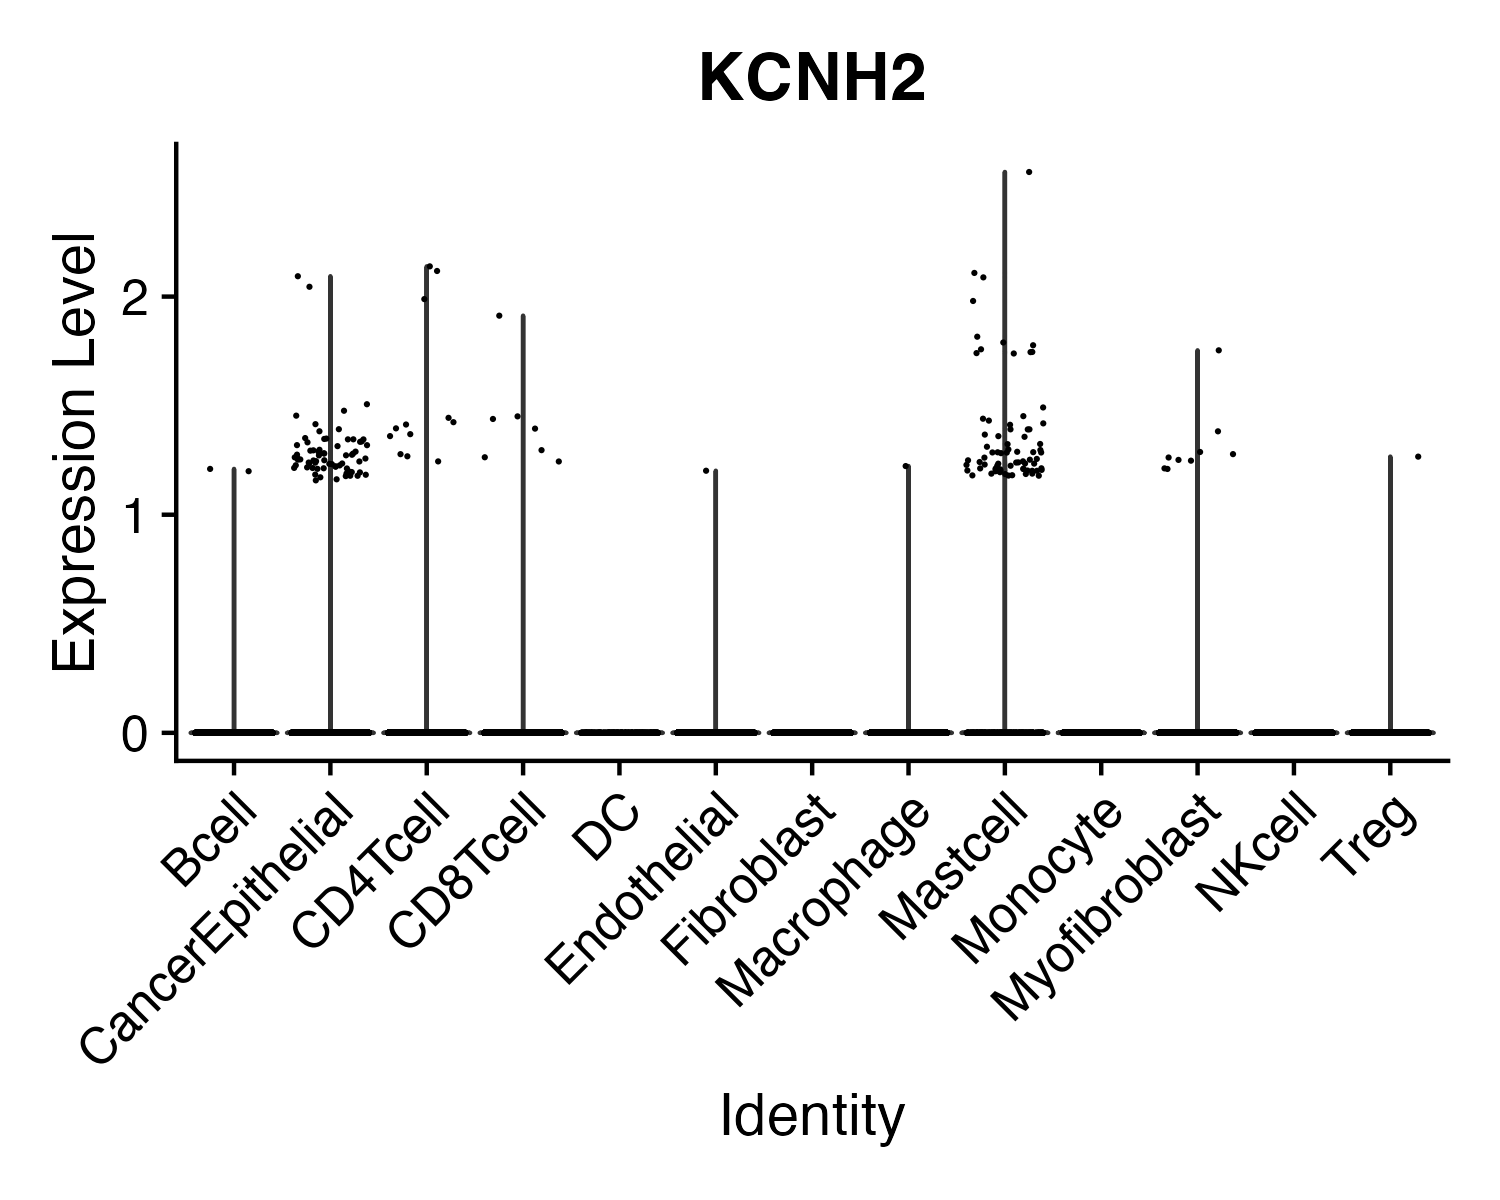 KCNH2
Expression Level
2
1
0
Bcell
CancerEpithelial
CD4Tcell
CD8Tcell
DC
Endothelial
Fibroblast
Macrophage
Mastcell
Monocyte
Myofibroblast
NKcell
Treg
Identity